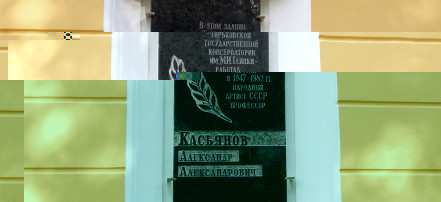 В ЭТОМ ЗДАНИИ
ГОРЬКОВСКОЙ
ГОСУДАРСТВЕННОЙ
КОНСЕРВАТОРИИ
ИМ. М.И. ГЛИНКИ
РАБОТАЛ
В 1947-1982 ГГ.
НАРОДНЫЙ
АРТИСТ СССР
ПРОФЕССОР
КАСЬЯНОВ
АЛЕКСАНДР
АЛЕКСАНДРОВИЧ